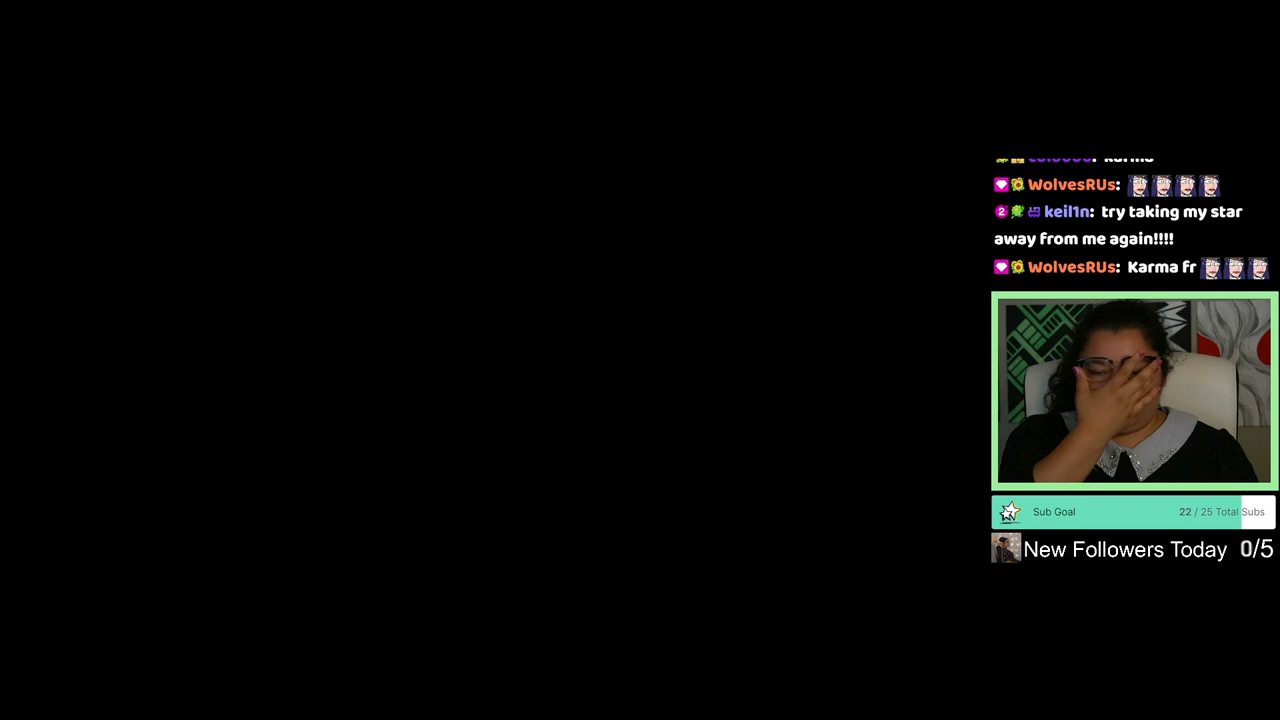 WolvesRUs:
keil1n: try taking my star
away from me again!!!!
WolvesRUs: Karma fr
Sub Goal 22 / 25 Total Subs
New Followers Today 0/5